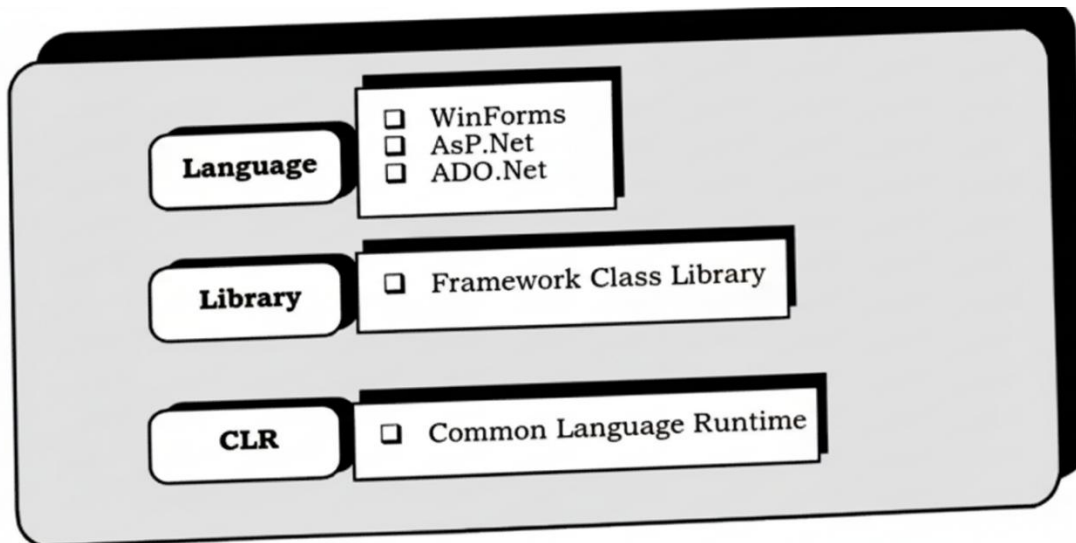 Language
WinForms
AsP.Net
ADO.Net
Library
Framework Class Library
CLR
Common Language Runtime